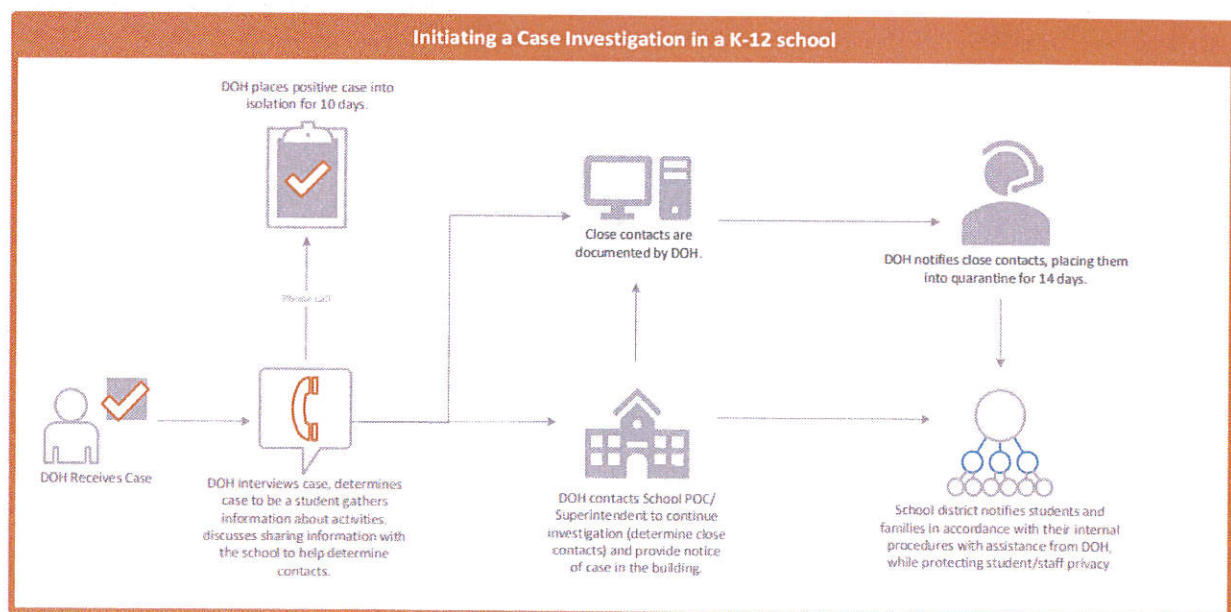 Initiating a Case Investigation in a K-12 school
DOH places positive case into
isolation for 10 days.
Close contacts are
documented by DOH.
DOH notifies close contacts, placing them
into quarantine for 14 days.
Phone call
DOH Receives Case
DOH interviews case, determines
case to be a student gathers
information about activities,
discusses sharing information with
the school to help determine
contacts.
DOH contacts School POC/
Superintendent to continue
investigation (determine close
contacts) and provide notice
of case in the building.
School district notifies students and
families in accordance with their internal
procedures with assistance from DOH,
while protecting student/staff privacy